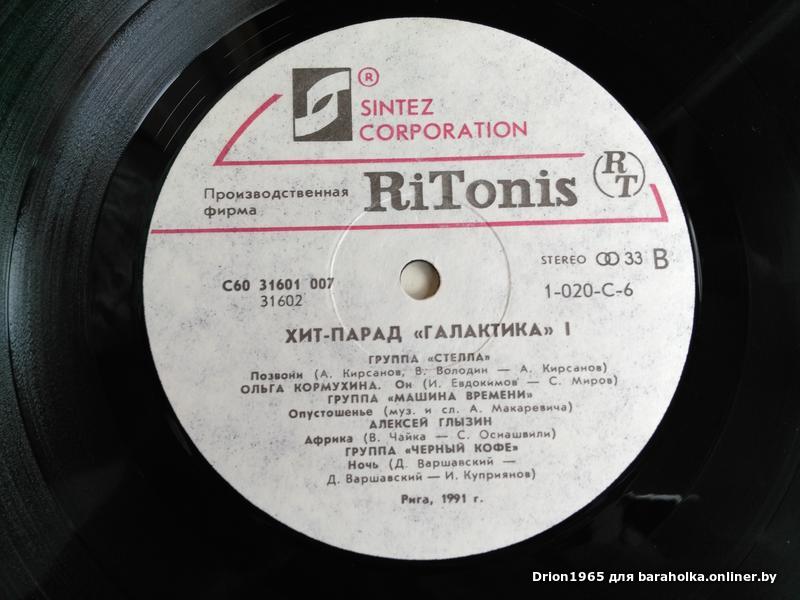 ®
SINTEZ
CORPORATION
Производственная
фирма
RiTonis
RT
С60 31601 007
31602
STEREO 33 В
1-020-С-6
ХИТ-ПАРАД «ГАЛАКТИКА» I
ГРУППА «СТЕЛЛА»
Позвони (А. Кирсанов, В. Володин — А. Кирсанов)
ОЛЬГА КОРМУХИНА. Он (И. Евдокимов — С. Миров)
ГРУППА «МАШИНА ВРЕМЕНИ»
Опустошенье (муз. и сл. А. Макаревича)
АЛЕКСЕЙ ГЛЫЗИН
Африка (В. Чайка — С. Осиашвили)
ГРУППА «ЧЕРНЫЙ КОФЕ»
Ночь (Д. Варшавский —
Д. Варшавский — И. Куприянов)
Рига, 1991 г.
Drion1965 для baraholka.onliner.by